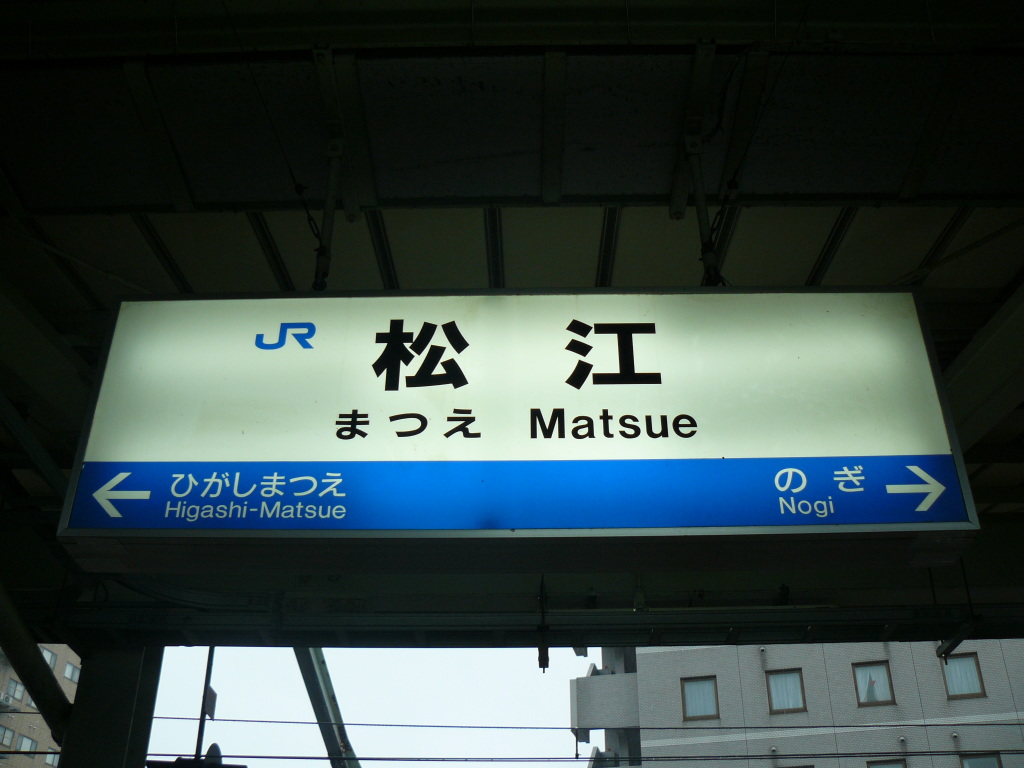 JR 松江
まつえ Matsue
← ひがしまつえ
Higashi-Matsue
のぎ →
Nogi